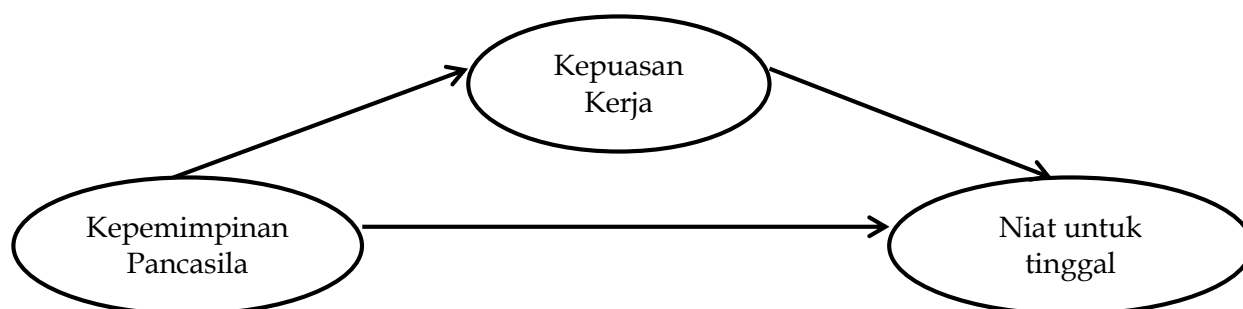 Kepuasan
Kerja
Kepemimpinan
Pancasila
Niat untuk
tinggal